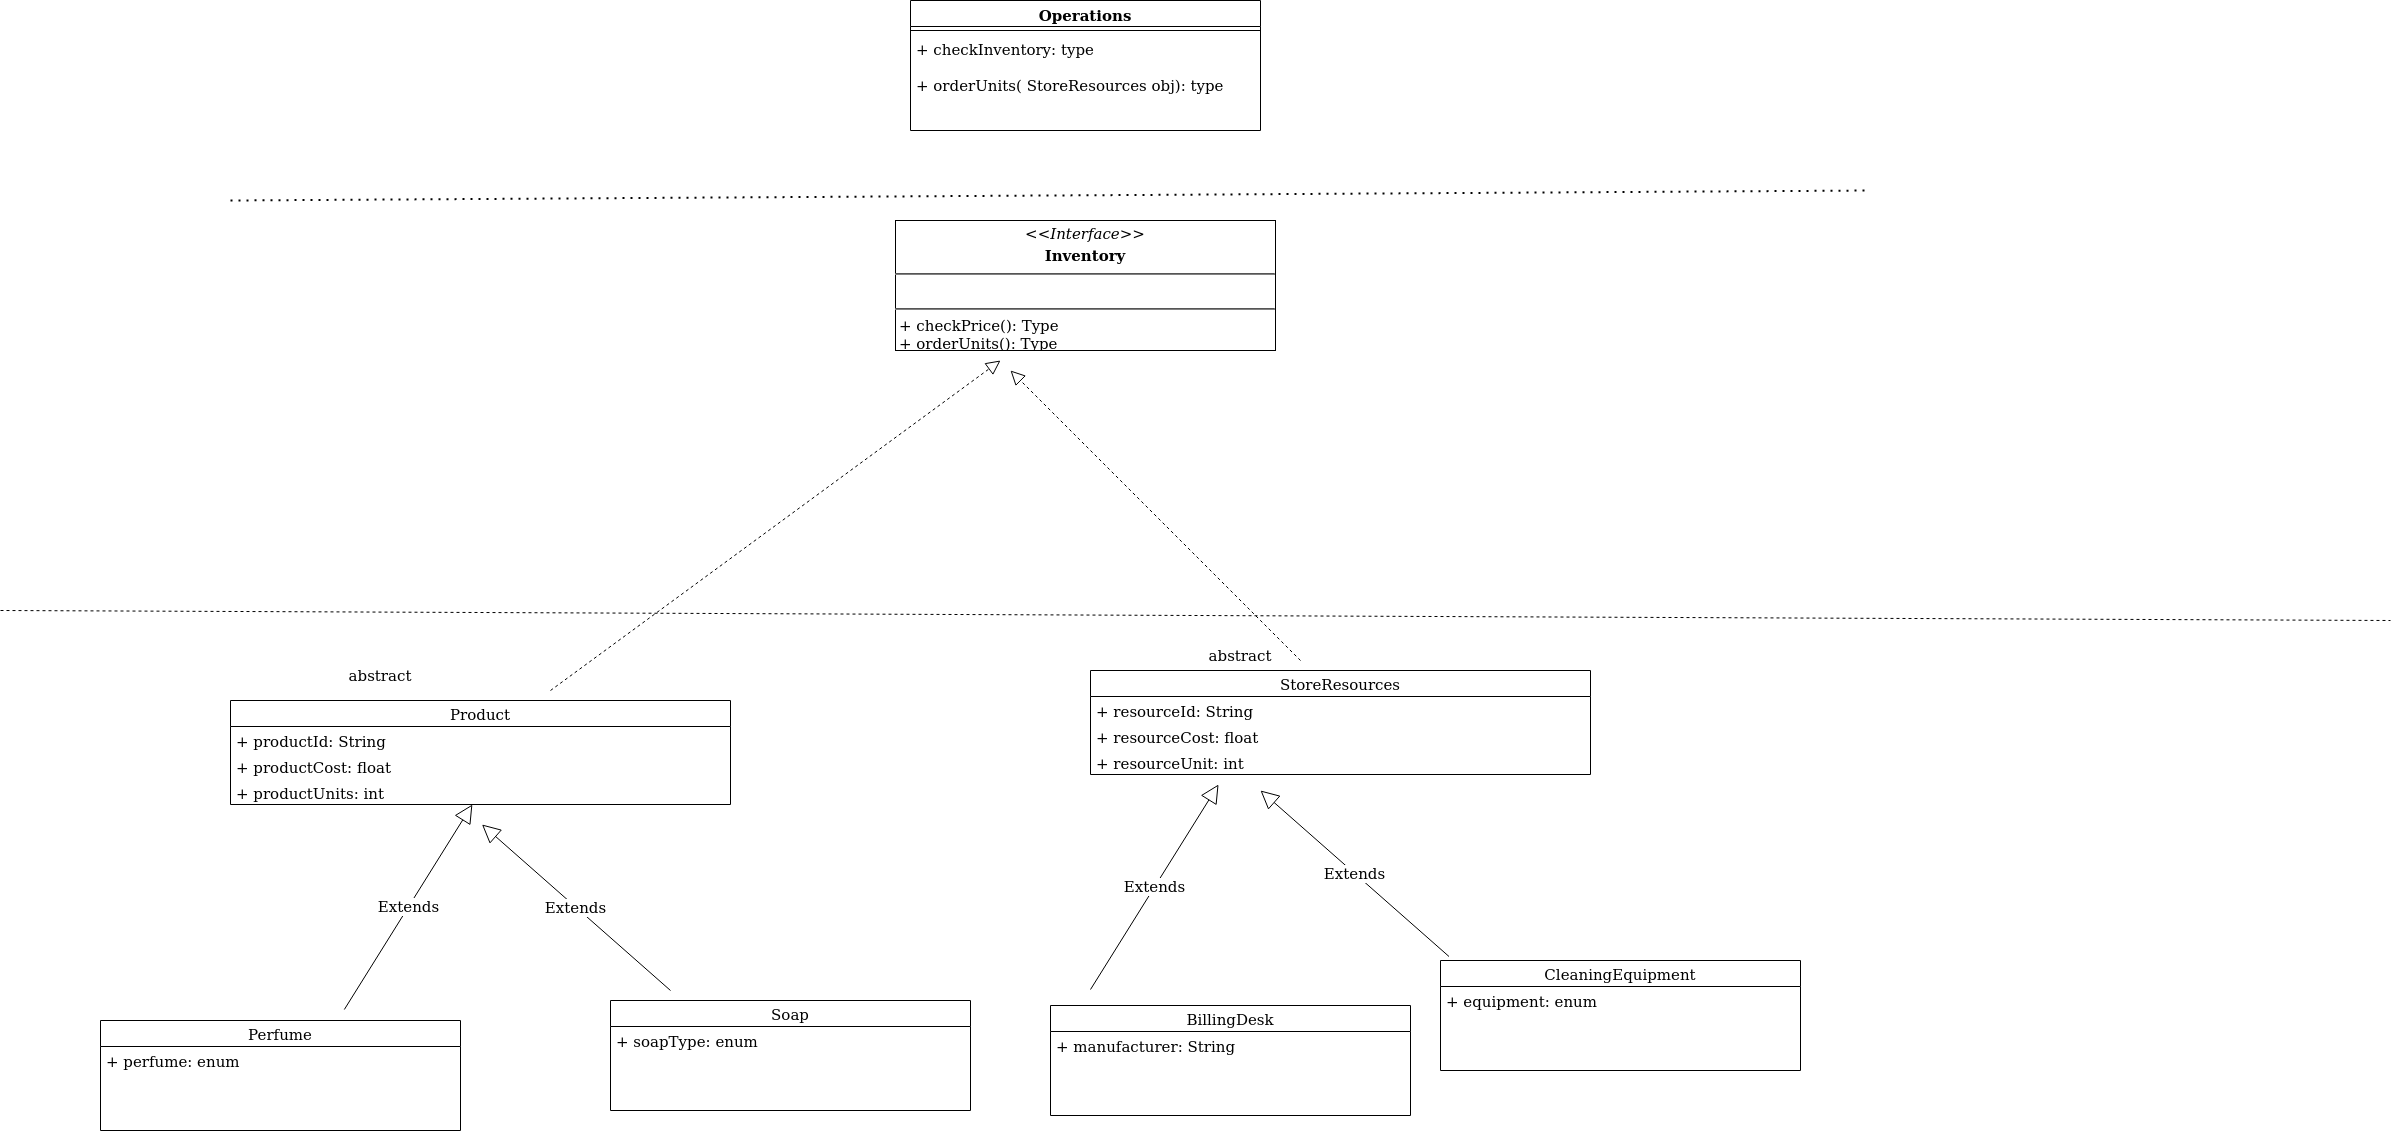 Operations
+ checkInventory: type
+ orderUnits( StoreResources obj): type
<<Interface>>
Inventory
+ checkPrice(): Type
+ orderUnits(): Type
abstract
Product
+ productId: String
+ productCost: float
+ productUnits: int
abstract
StoreResources
+ resourceId: String
+ resourceCost: float
+ resourceUnit: int
Extends
Extends
Extends
Extends
Perfume
+ perfume: enum
Soap
+ soapType: enum
BillingDesk
+ manufacturer: String
CleaningEquipment
+ equipment: enum